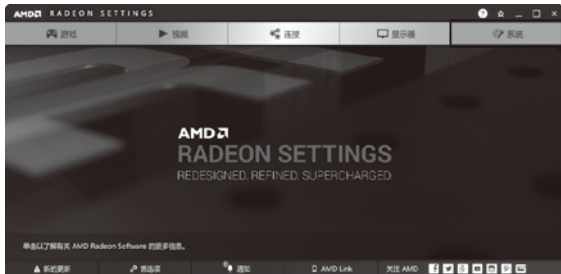 AMD RADEON SETTINGS
游戏 视频 连接 显示器 系统
AMD
RADEON SETTINGS
REDESIGNED. REFINED. SUPERCHARGED.
单击以了解有关 AMD Radeon Software 的更多信息。
新的更新 首选项 通知 AMD Link 关注 AMD